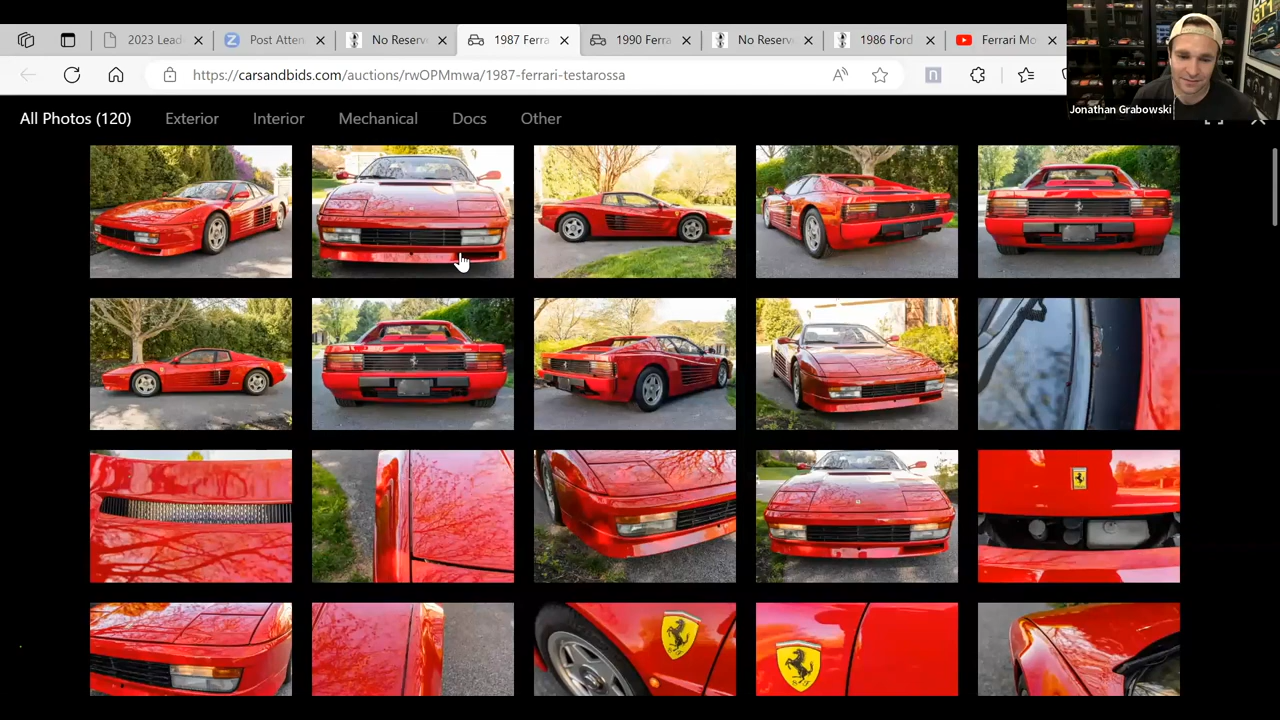 2023 Lead
Post Atten
No Reserv
1987 Ferra
1990 Ferra
No Reserv
1986 Ford
Ferrari Mo
https://carsandbids.com/auctions/rwOPMmwa/1987-ferrari-testarossa
GT1
Jonathan Grabowski
All Photos (120)
Exterior
Interior
Mechanical
Docs
Other